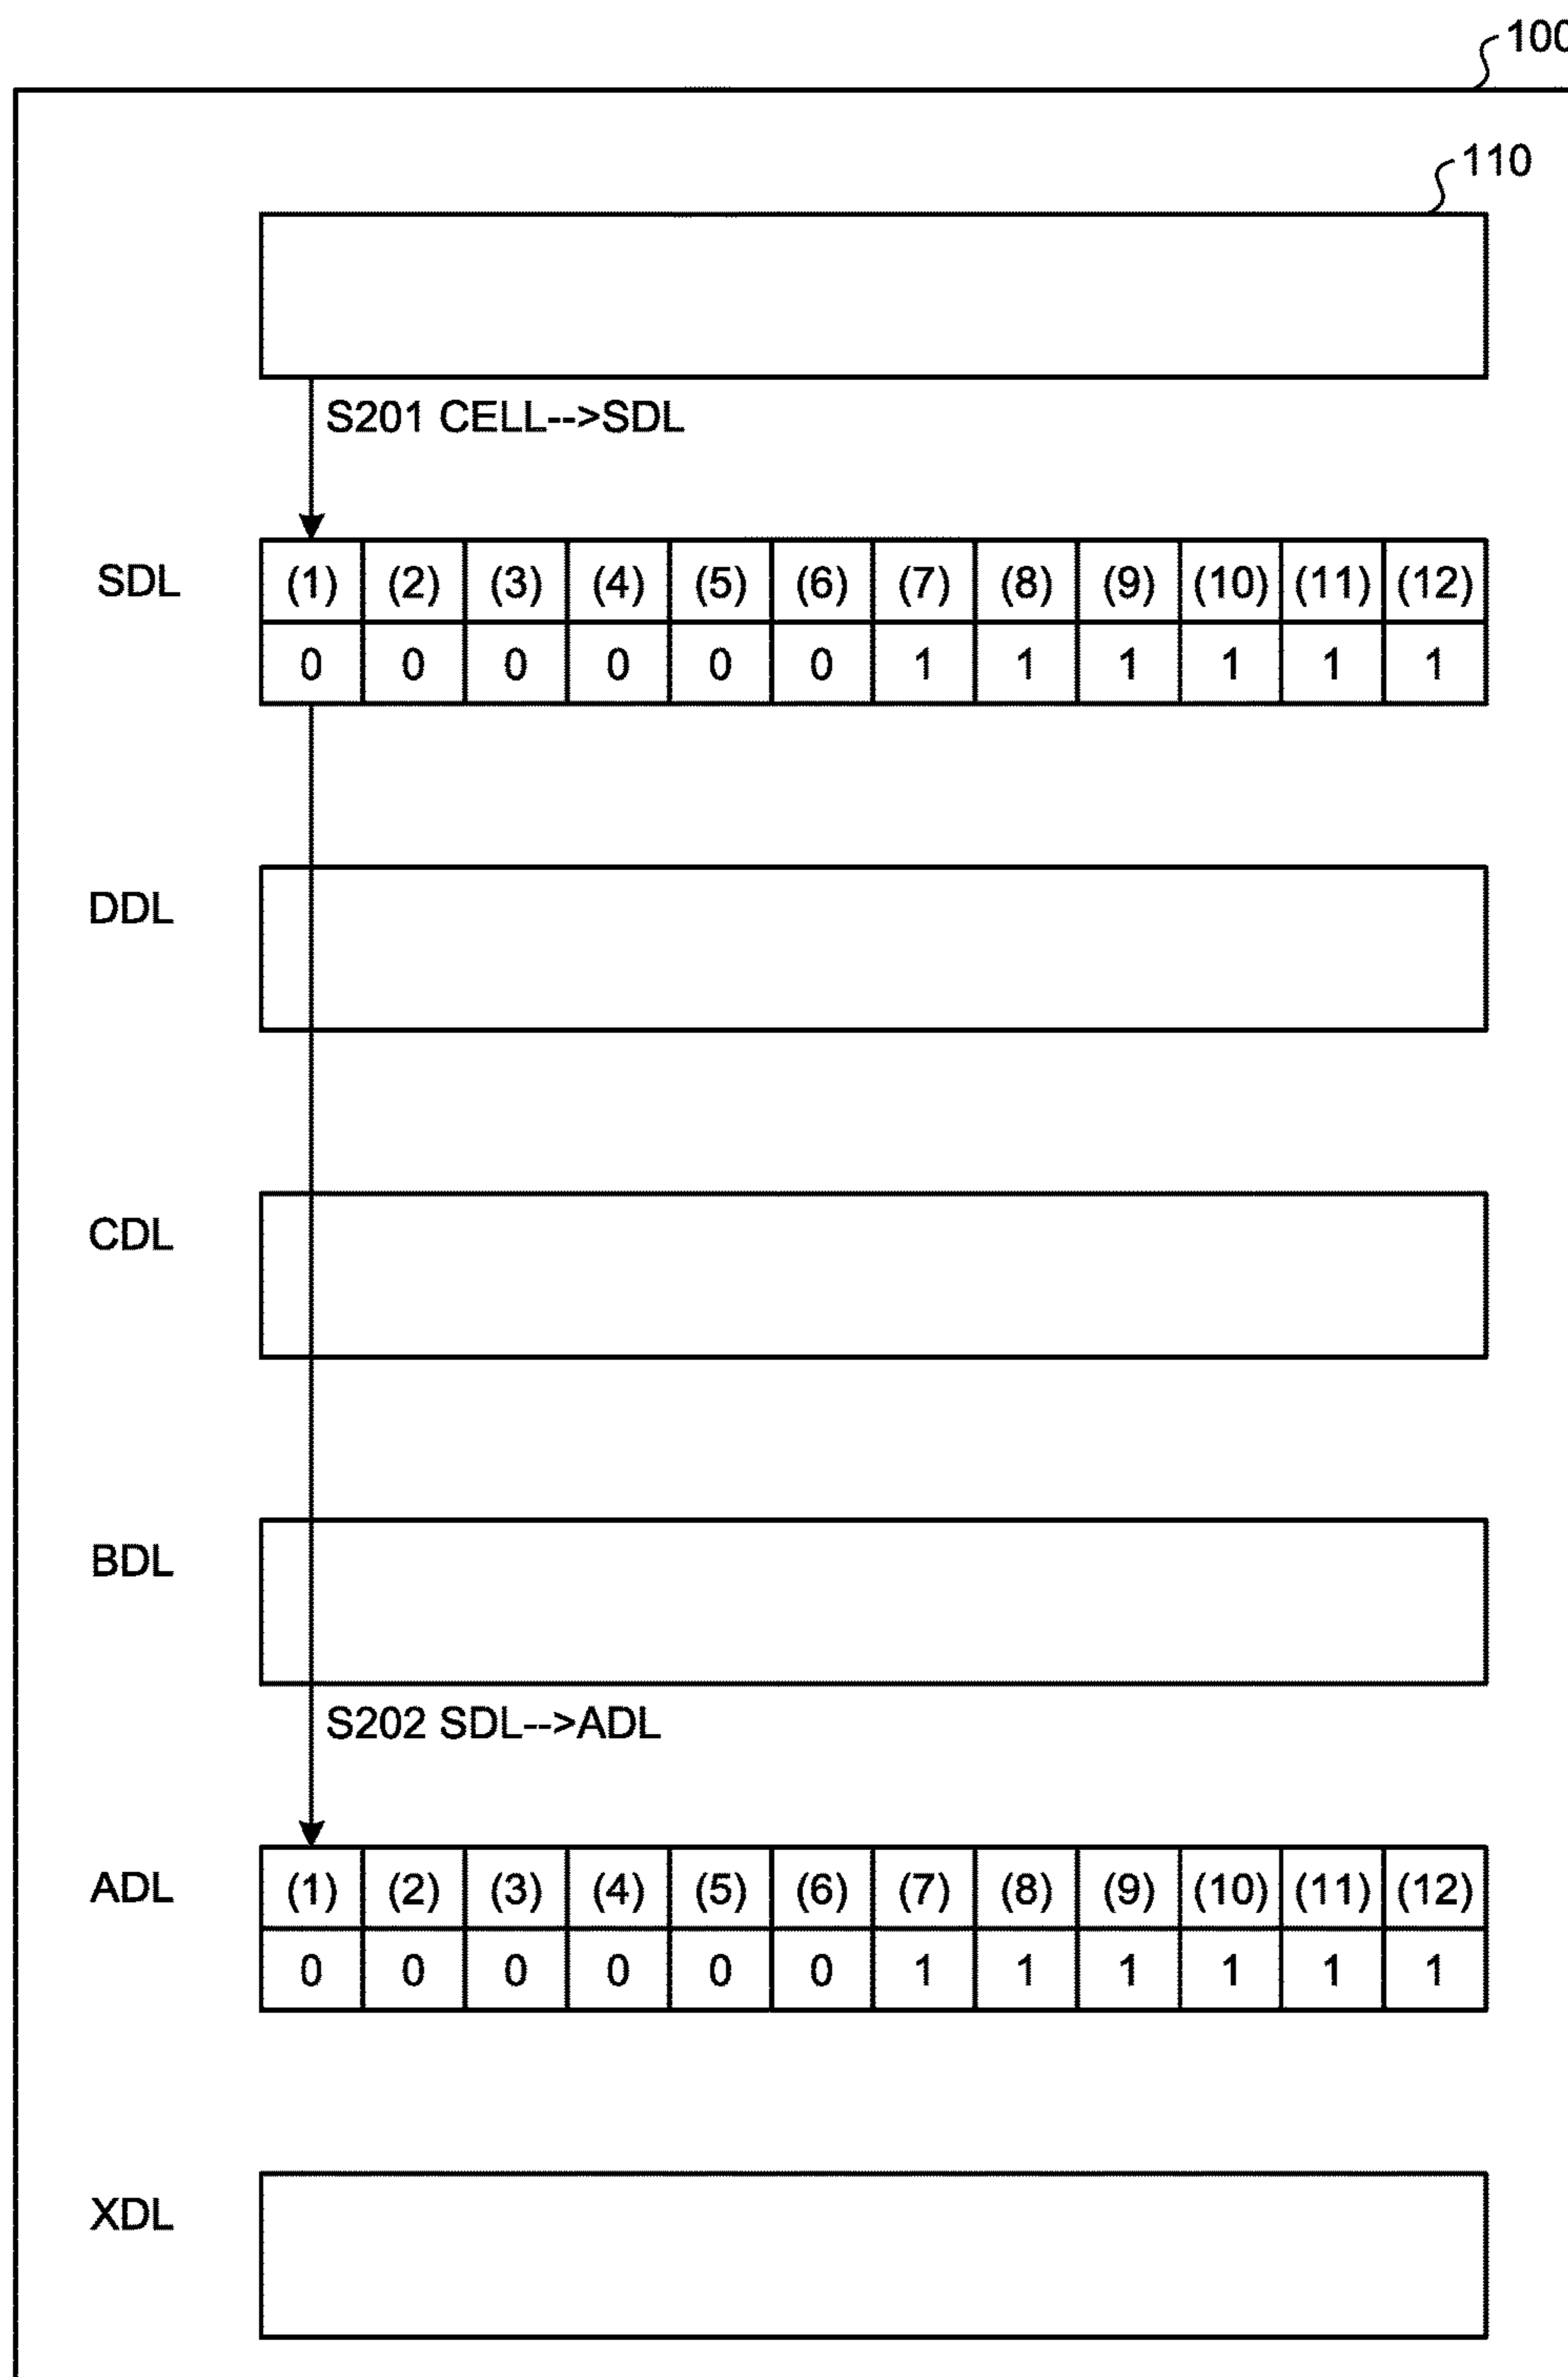 100
110
S201 CELL-->SDL
SDL (1) (2) (3) (4) (5) (6) (7) (8) (9) (10) (11) (12)
0 0 0 0 0 0 1 1 1 1 1 1
DDL
CDL
BDL
S202 SDL-->ADL
ADL (1) (2) (3) (4) (5) (6) (7) (8) (9) (10) (11) (12)
0 0 0 0 0 0 1 1 1 1 1 1
XDL